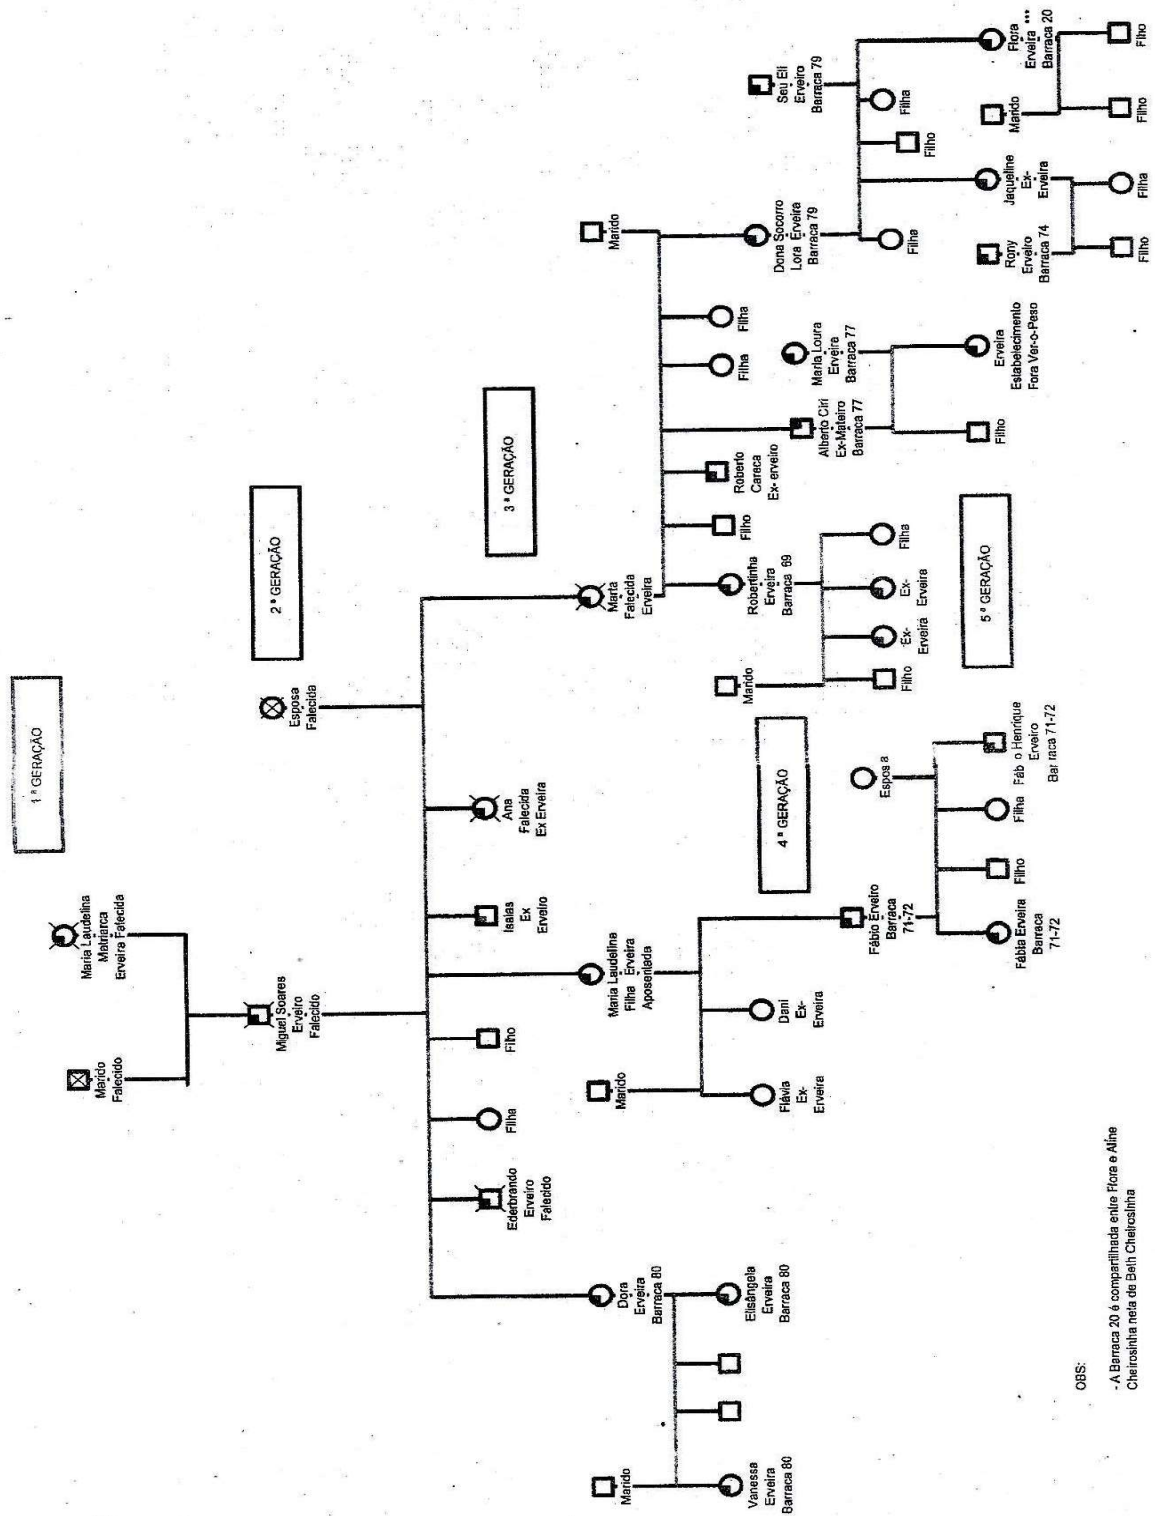 1ª GERAÇÃO
Marido
Falecido
Maria Laudelina
Matriarca
Erveira Falecida
2ª GERAÇÃO
Miguel Soares
Erveiro
Falecido
Esposa
Falecida
3ª GERAÇÃO
Ederbrando
Erveiro
Falecido
Filha
Filho
Isaías
Ex
Erveiro
Ana
Falecida
Ex Erveira
Marido
Dora
Erveira
Barraca 80
Marido
Maria Laudelina
Filha Erveira
Aposentada
Marta
Falecida
Erveira
Marido
Vanessa
Erveira
Barraca 80
Elisângela
Erveira
Barraca 80
Flávia
Ex-
Erveira
Dani
Ex-
Erveira
4ª GERAÇÃO
Marido
Robertinha
Erveira
Barraca 69
Filho
Roberto
Careca
Ex-erveiro
Filha
Filha
Alberto Ciri
Ex-Mateiro
Barraca 77
Maria Loura
Erveira
Barraca 77
Dona Socorro
Lora Erveira
Barraca 79
Seu Eli
Erveiro
Barraca 79
Fábio Erveiro
Barraca
71-72
Esposa
Filho
Ex-
Erveira
Ex-
Erveira
Filha
Filha
Filho
Filha
5ª GERAÇÃO
Fábia Erveira
Barraca
71-72
Filho
Filha
Fáb o Henrique
Erveiro
Bar raca 71-72
Filho
Erveira
Estabelecimento
Fora Ver-o-Peso
Rony
Erveiro
Barraca 74
Jaqueline
Ex-
Erveira
Marido
Flora ***
Erveira
Barraca 20
Filho
Filha
Filho
Filho
OBS:
- A Barraca 20 é compartilhada entre Flora e Aline
Cheirosinha neta de Beth Cheirosinha